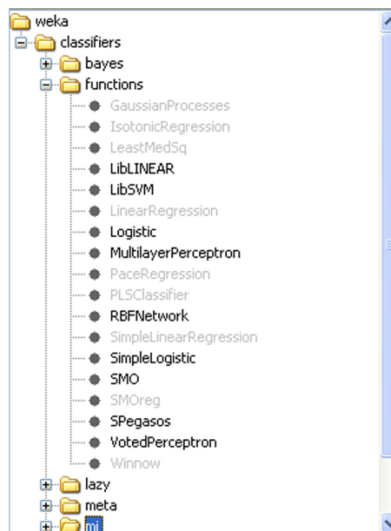 weka
classifiers
bayes
functions
GaussianProcesses
IsotonicRegression
LeastMedSq
LibLINEAR
LibSVM
LinearRegression
Logistic
MultilayerPerceptron
PaceRegression
PLSClassifier
RBFNetwork
SimpleLinearRegression
SimpleLogistic
SMO
SMOreg
SPegasos
VotedPerceptron
Winnow
lazy
meta
mi